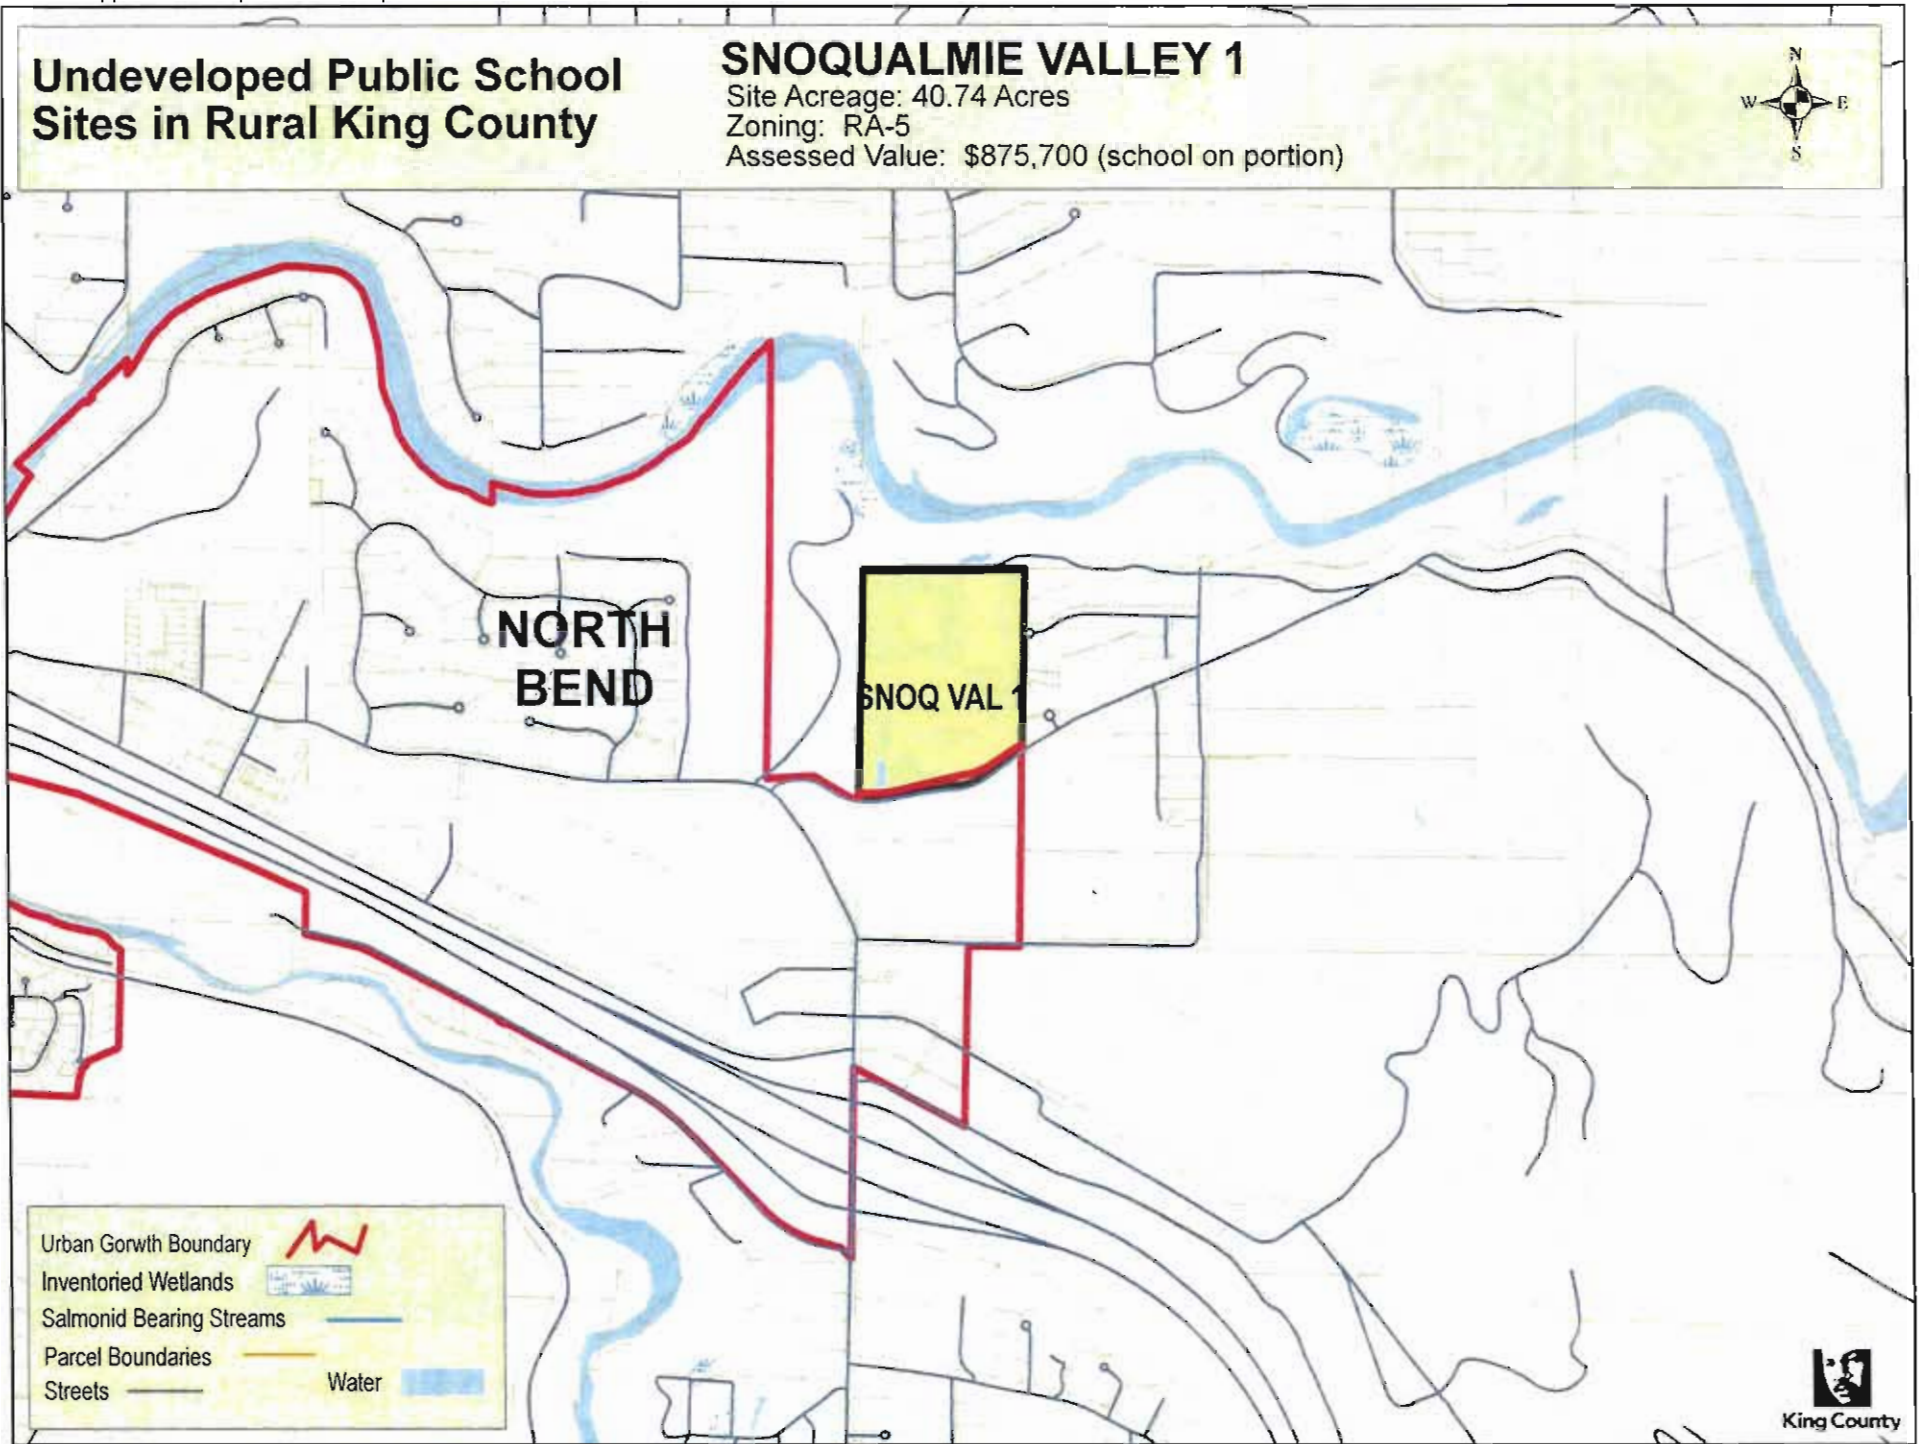 Undeveloped Public School
Sites in Rural King County
SNOQUALMIE VALLEY 1
Site Acreage: 40.74 Acres
Zoning: RA-5
Assessed Value: $875,700 (school on portion)
N
W E
S
NORTH
BEND
SNOQ VAL 1
Urban Gorwth Boundary
Inventoried Wetlands
Salmonid Bearing Streams
Parcel Boundaries
Streets
Water
King County